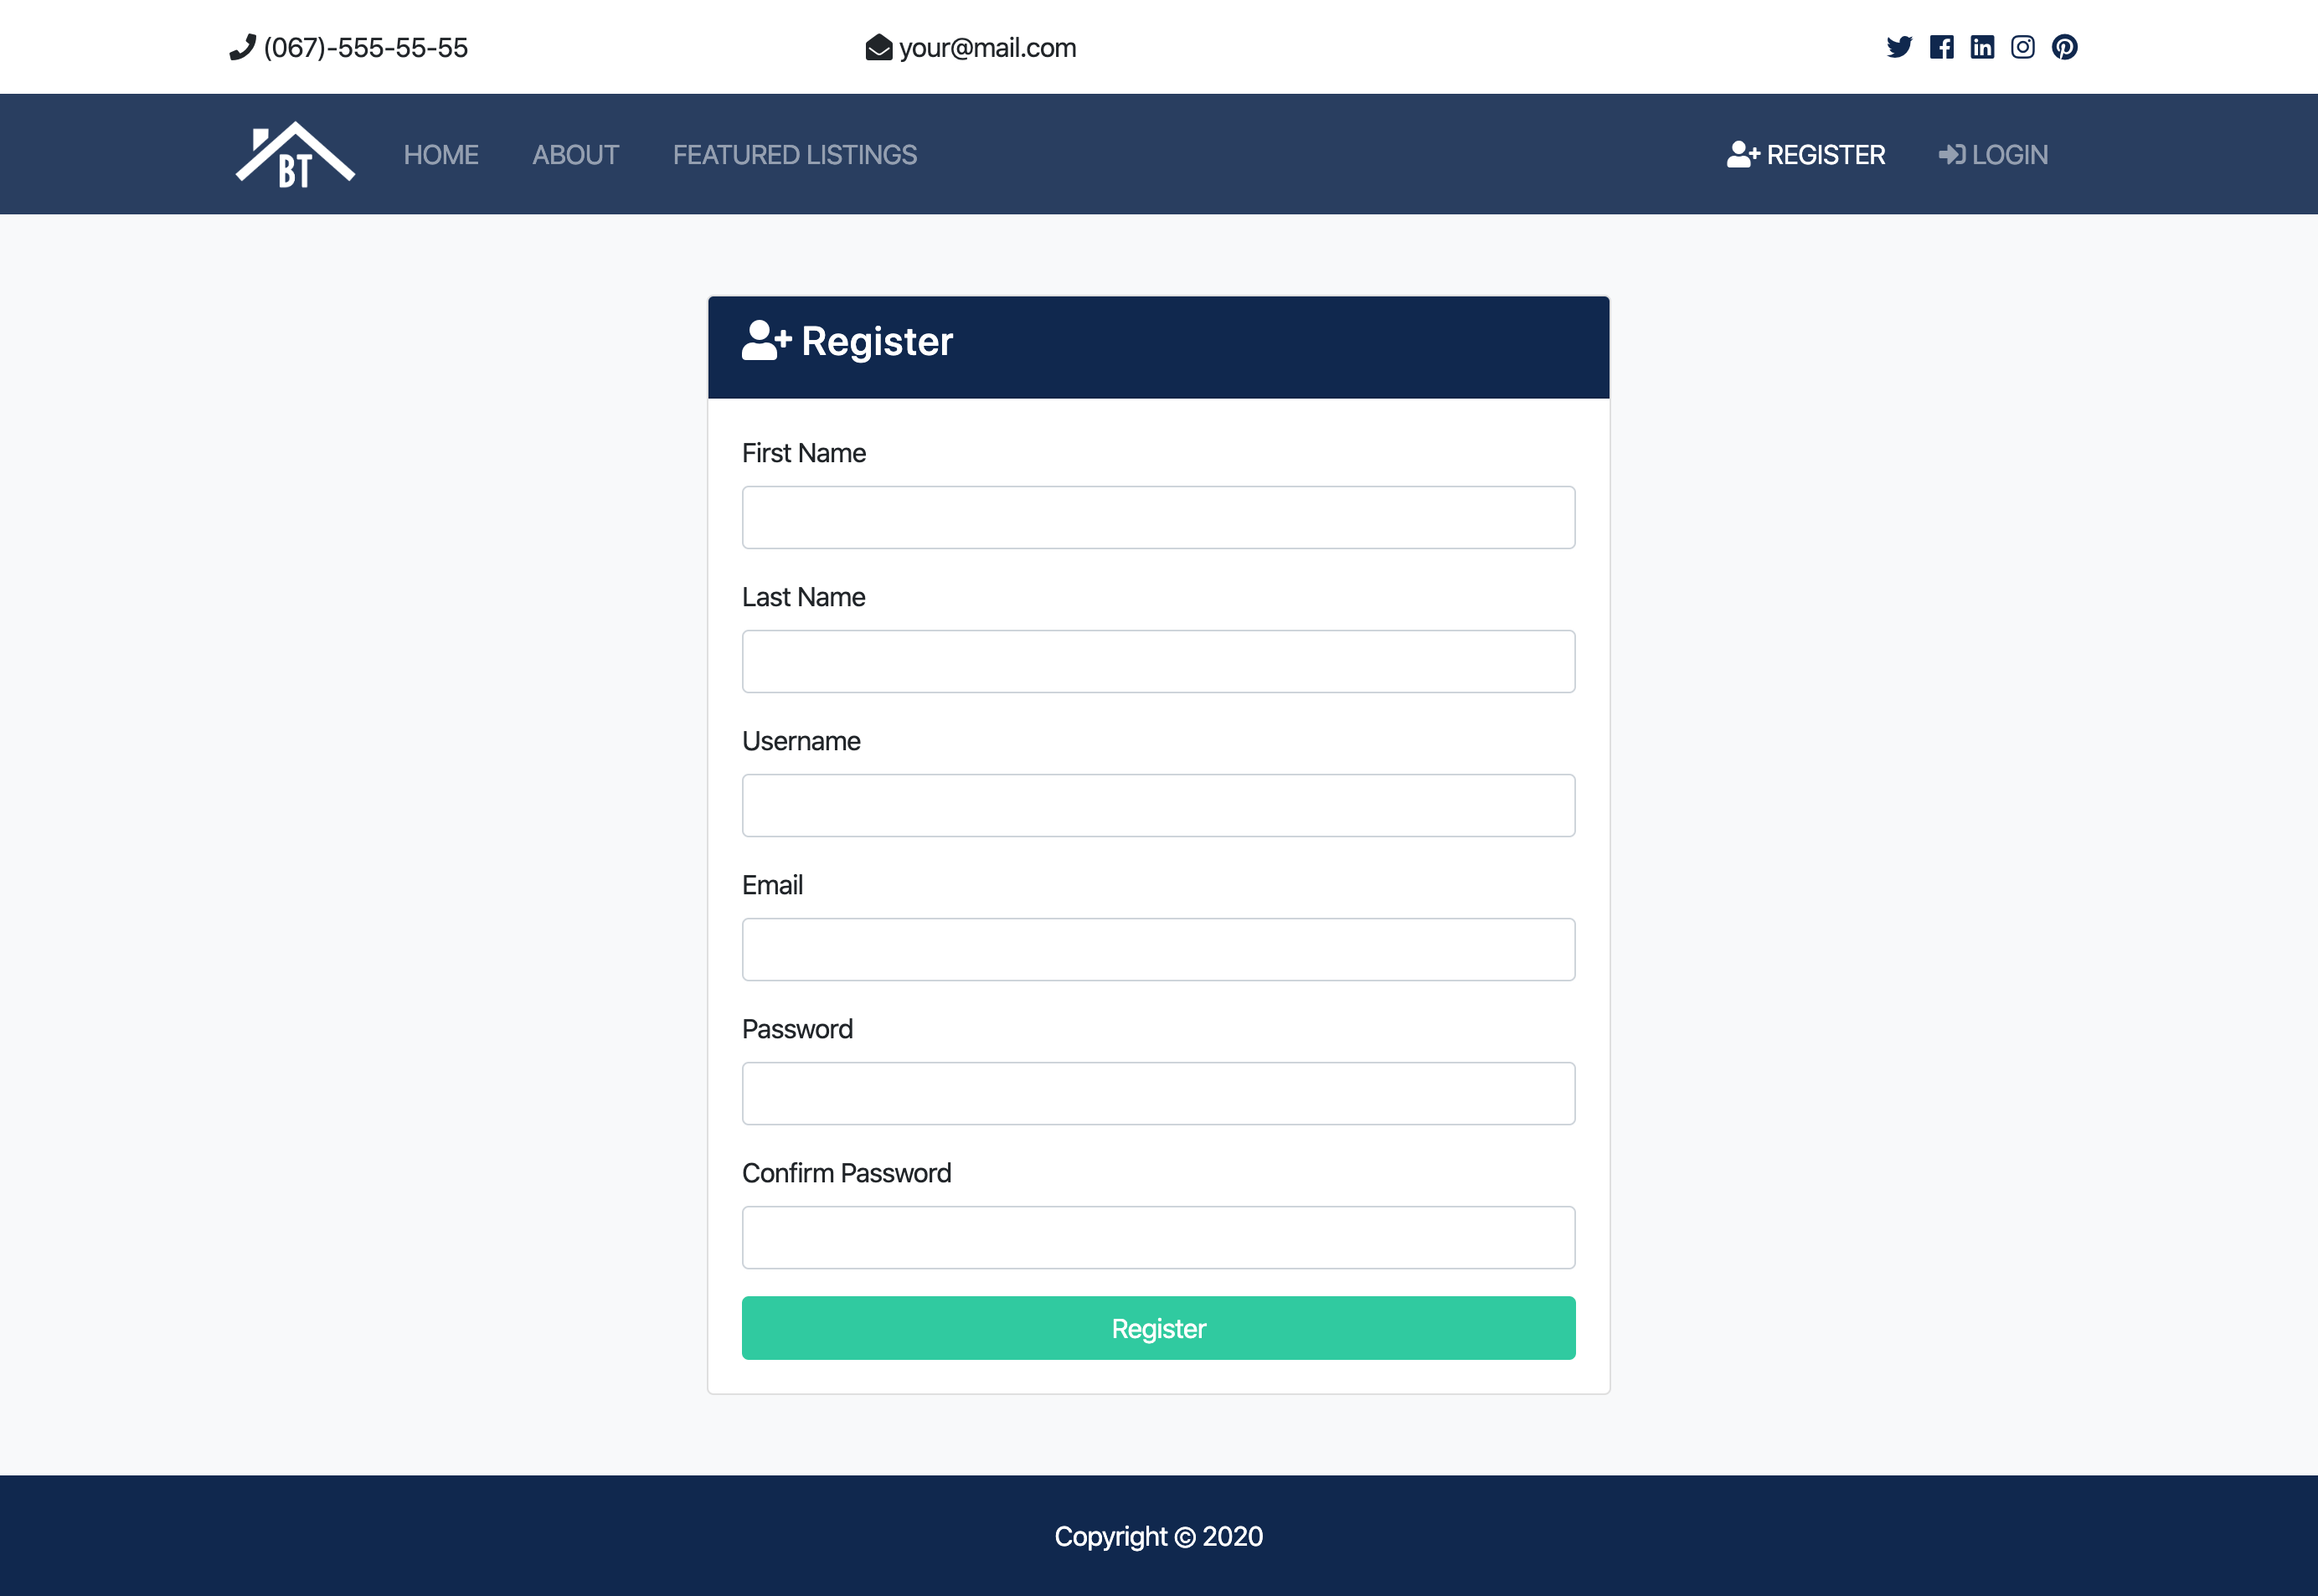 (067)-555-55-55 your@mail.com
BT HOME ABOUT FEATURED LISTINGS REGISTER LOGIN
Register
First Name
Last Name
Username
Email
Password
Confirm Password
Register
Copyright © 2020